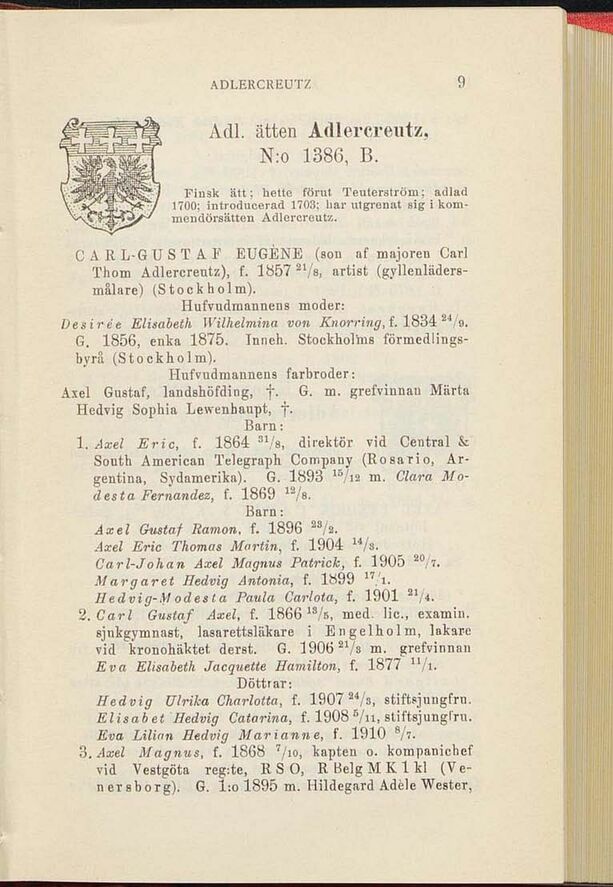 ADLERCREUTZ 9
Adl. ätten Adlercreutz,
N:o 1386, B.
Finsk ätt; hette förut Teuterström; adlad
1700; introducerad 1703; har utgrenat sig i kom-
mendörsätten Adlercreutz.
CARL-GUSTAF EUGÈNE (son af majoren Carl
Thom Adlercreutz), f. 1857 21/8, artist (gyllenläders-
målare) (Stockholm).
Hufvudmannens moder:
Desirée Elisabeth Wilhelmina von Knorring, f. 1834 24/9.
G. 1856, enka 1875. Inneh. Stockholms förmedlings-
byrå (Stockholm).
Hufvudmannens farbroder:
Axel Gustaf, landshöfding, †. G. m. grefvinnan Märta
Hedvig Sophia Lewenhaupt, †.
Barn:
1. Axel Eric, f. 1864 31/8, direktör vid Central &
South American Telegraph Company (Rosario, Ar-
gentina, Sydamerika). G. 1893 15/12 m. Clara Mo-
desta Fernandez, f. 1869 12/8.
Barn:
Axel Gustaf Ramon, f. 1896 23/2.
Axel Eric Thomas Martin, f. 1904 14/3.
Carl-Johan Axel Magnus Patrick, f. 1905 20/7.
Margaret Hedvig Antonia, f. 1899 17/1.
Hedvig-Modesta Paula Carlota, f. 1901 21/4.
2. Carl Gustaf Axel, f. 1866 13/5, med. lic., examin.
sjukgymnast, lasarettsläkare i Engelholm, läkare
vid kronohäktet derst. G. 1906 21/3 m. grefvinnan
Eva Elisabeth Jacquette Hamilton, f. 1877 11/1.
Döttrar:
Hedvig Ulrika Charlotta, f. 1907 24/3, stiftsjungfru.
Elisabet Hedvig Catarina, f. 1908 5/11, stiftsjungfru.
Eva Lilian Hedvig Marianne, f. 1910 8/7.
3. Axel Magnus, f. 1868 7/10, kapten o. kompanichef
vid Vestgöta reg:te, RSO, RBelgMK1kl (Ve-
nersborg). G. 1:o 1895 m. Hildegard Adèle Wester,